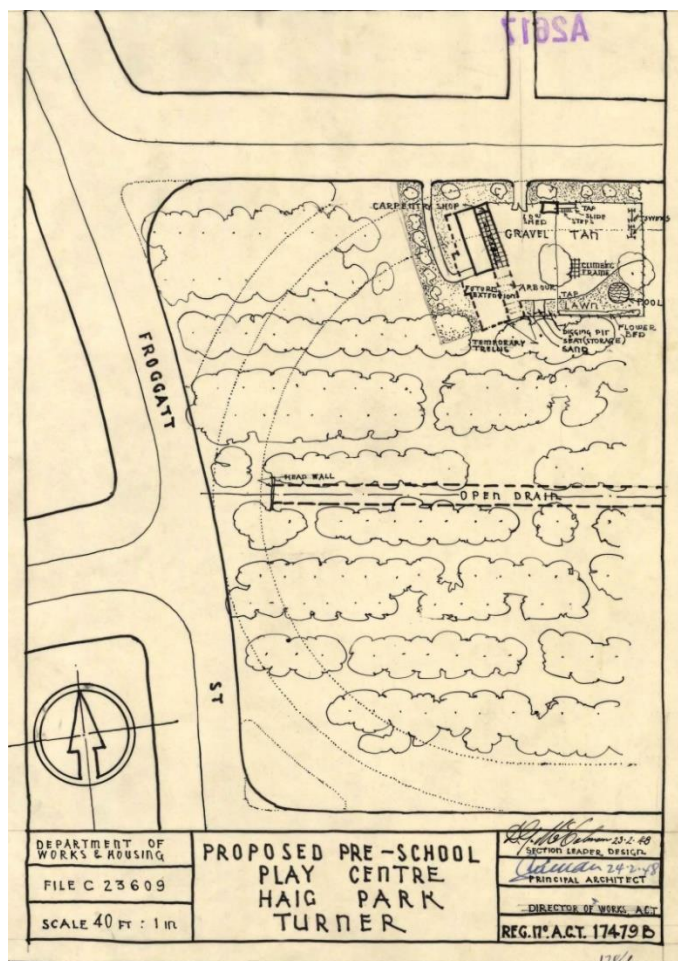 A2617
CARPENTRY SHOP
LOW
SHED
TAP
SLIDE
STEPS
SWINGS
GRAVEL
TAN
CLIMBING
FRAME
FUTURE
EXTENSION
ARBOUR
TAP
LAWN
POOL
TEMPORARY
TRELLIS
DIGGING PIT
SEAT (STORAGE)
SAND
FLOWER
BED
FROGGATT
ST
HEAD WALL
OPEN DRAIN
DEPARTMENT OF
WORKS & HOUSING
FILE C 23609
SCALE 40 FT : 1 IN
PROPOSED PRE-SCHOOL
PLAY CENTRE
HAIG PARK
TURNER
23-2-48
SECTION LEADER DESIGN
24-2-48
PRINCIPAL ARCHITECT
DIRECTOR OF WORKS ACT
REG. Nº A.C.T. 17479 B